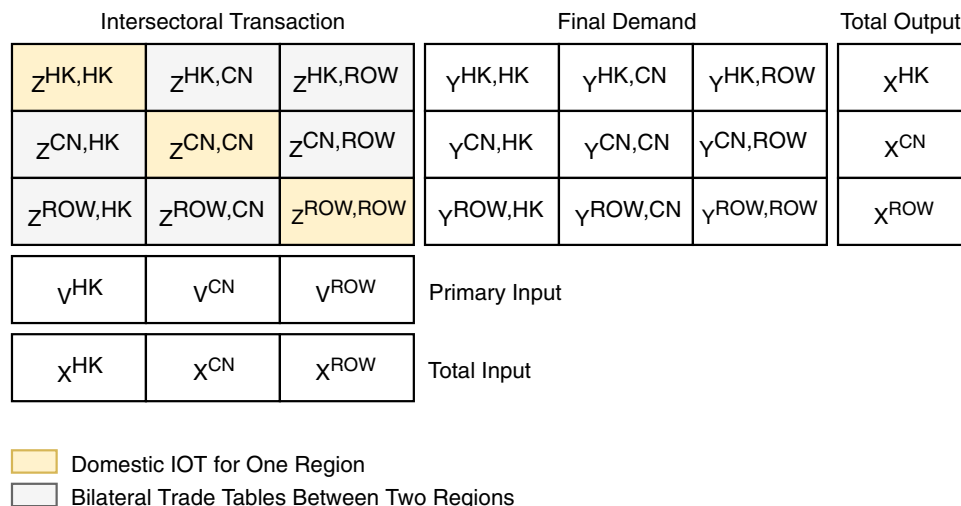 Intersectoral Transaction Final Demand Total Output
Z^HK,HK Z^HK,CN Z^HK,ROW Y^HK,HK Y^HK,CN Y^HK,ROW X^HK
Z^CN,HK Z^CN,CN Z^CN,ROW Y^CN,HK Y^CN,CN Y^CN,ROW X^CN
Z^ROW,HK Z^ROW,CN Z^ROW,ROW Y^ROW,HK Y^ROW,CN Y^ROW,ROW X^ROW
V^HK V^CN V^ROW Primary Input
X^HK X^CN X^ROW Total Input
Domestic IOT for One Region
Bilateral Trade Tables Between Two Regions